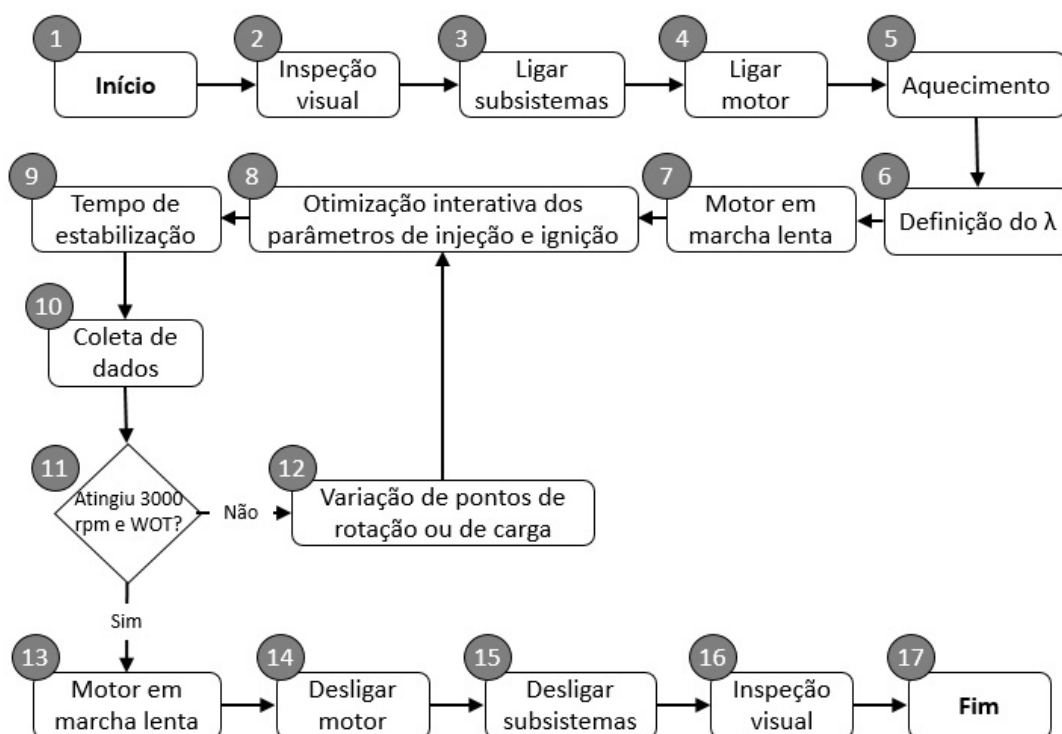 1
Início
2
Inspeção
visual
3
Ligar
subsistemas
4
Ligar
motor
5
Aquecimento
6
Definição do λ
7
Motor em
marcha lenta
8
Otimização interativa dos
parâmetros de injeção e ignição
9
Tempo de
estabilização
10
Coleta de
dados
11
Atingiu 3000
rpm e WOT?
Não
12
Variação de pontos de
rotação ou de carga
Sim
13
Motor em
marcha lenta
14
Desligar
motor
15
Desligar
subsistemas
16
Inspeção
visual
17
Fim